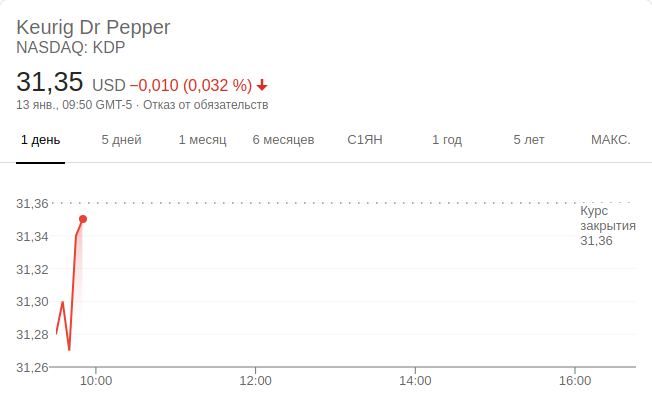 Keurig Dr Pepper
NASDAQ: KDP
31,35 USD −0,010 (0,032 %)
13 янв., 09:50 GMT-5 · Отказ от обязательств
1 день 5 дней 1 месяц 6 месяцев С1ЯН 1 год 5 лет МАКС.
31,36
Курс
закрытия
31,36
31,34
31,32
31,30
31,28
31,26
10:00 12:00 14:00 16:00